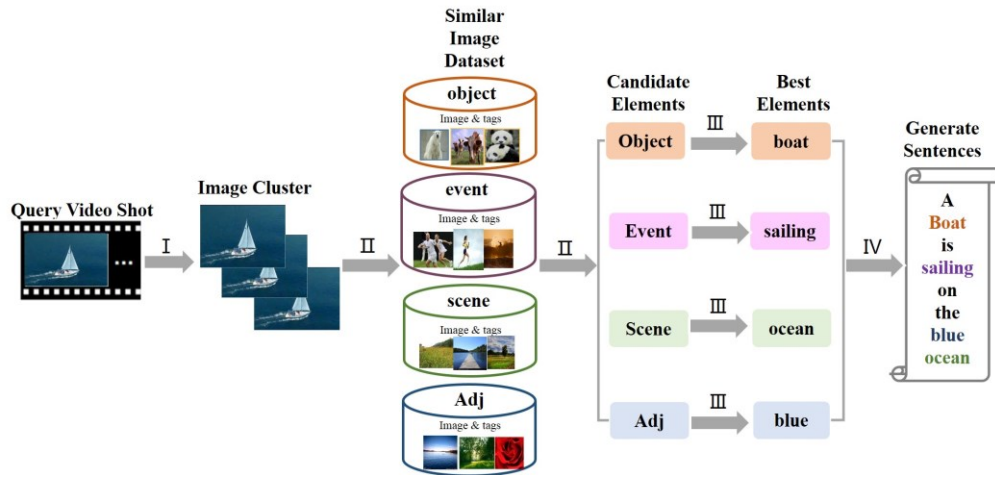 Query Video Shot
...
I
Image Cluster
II
Similar
Image
Dataset
object
Image & tags
event
Image & tags
scene
Image & tags
Adj
Image & tags
II
Candidate
Elements
Object
Event
Scene
Adj
III
III
III
III
Best
Elements
boat
sailing
ocean
blue
IV
Generate
Sentences
A
Boat
is
sailing
on
the
blue
ocean